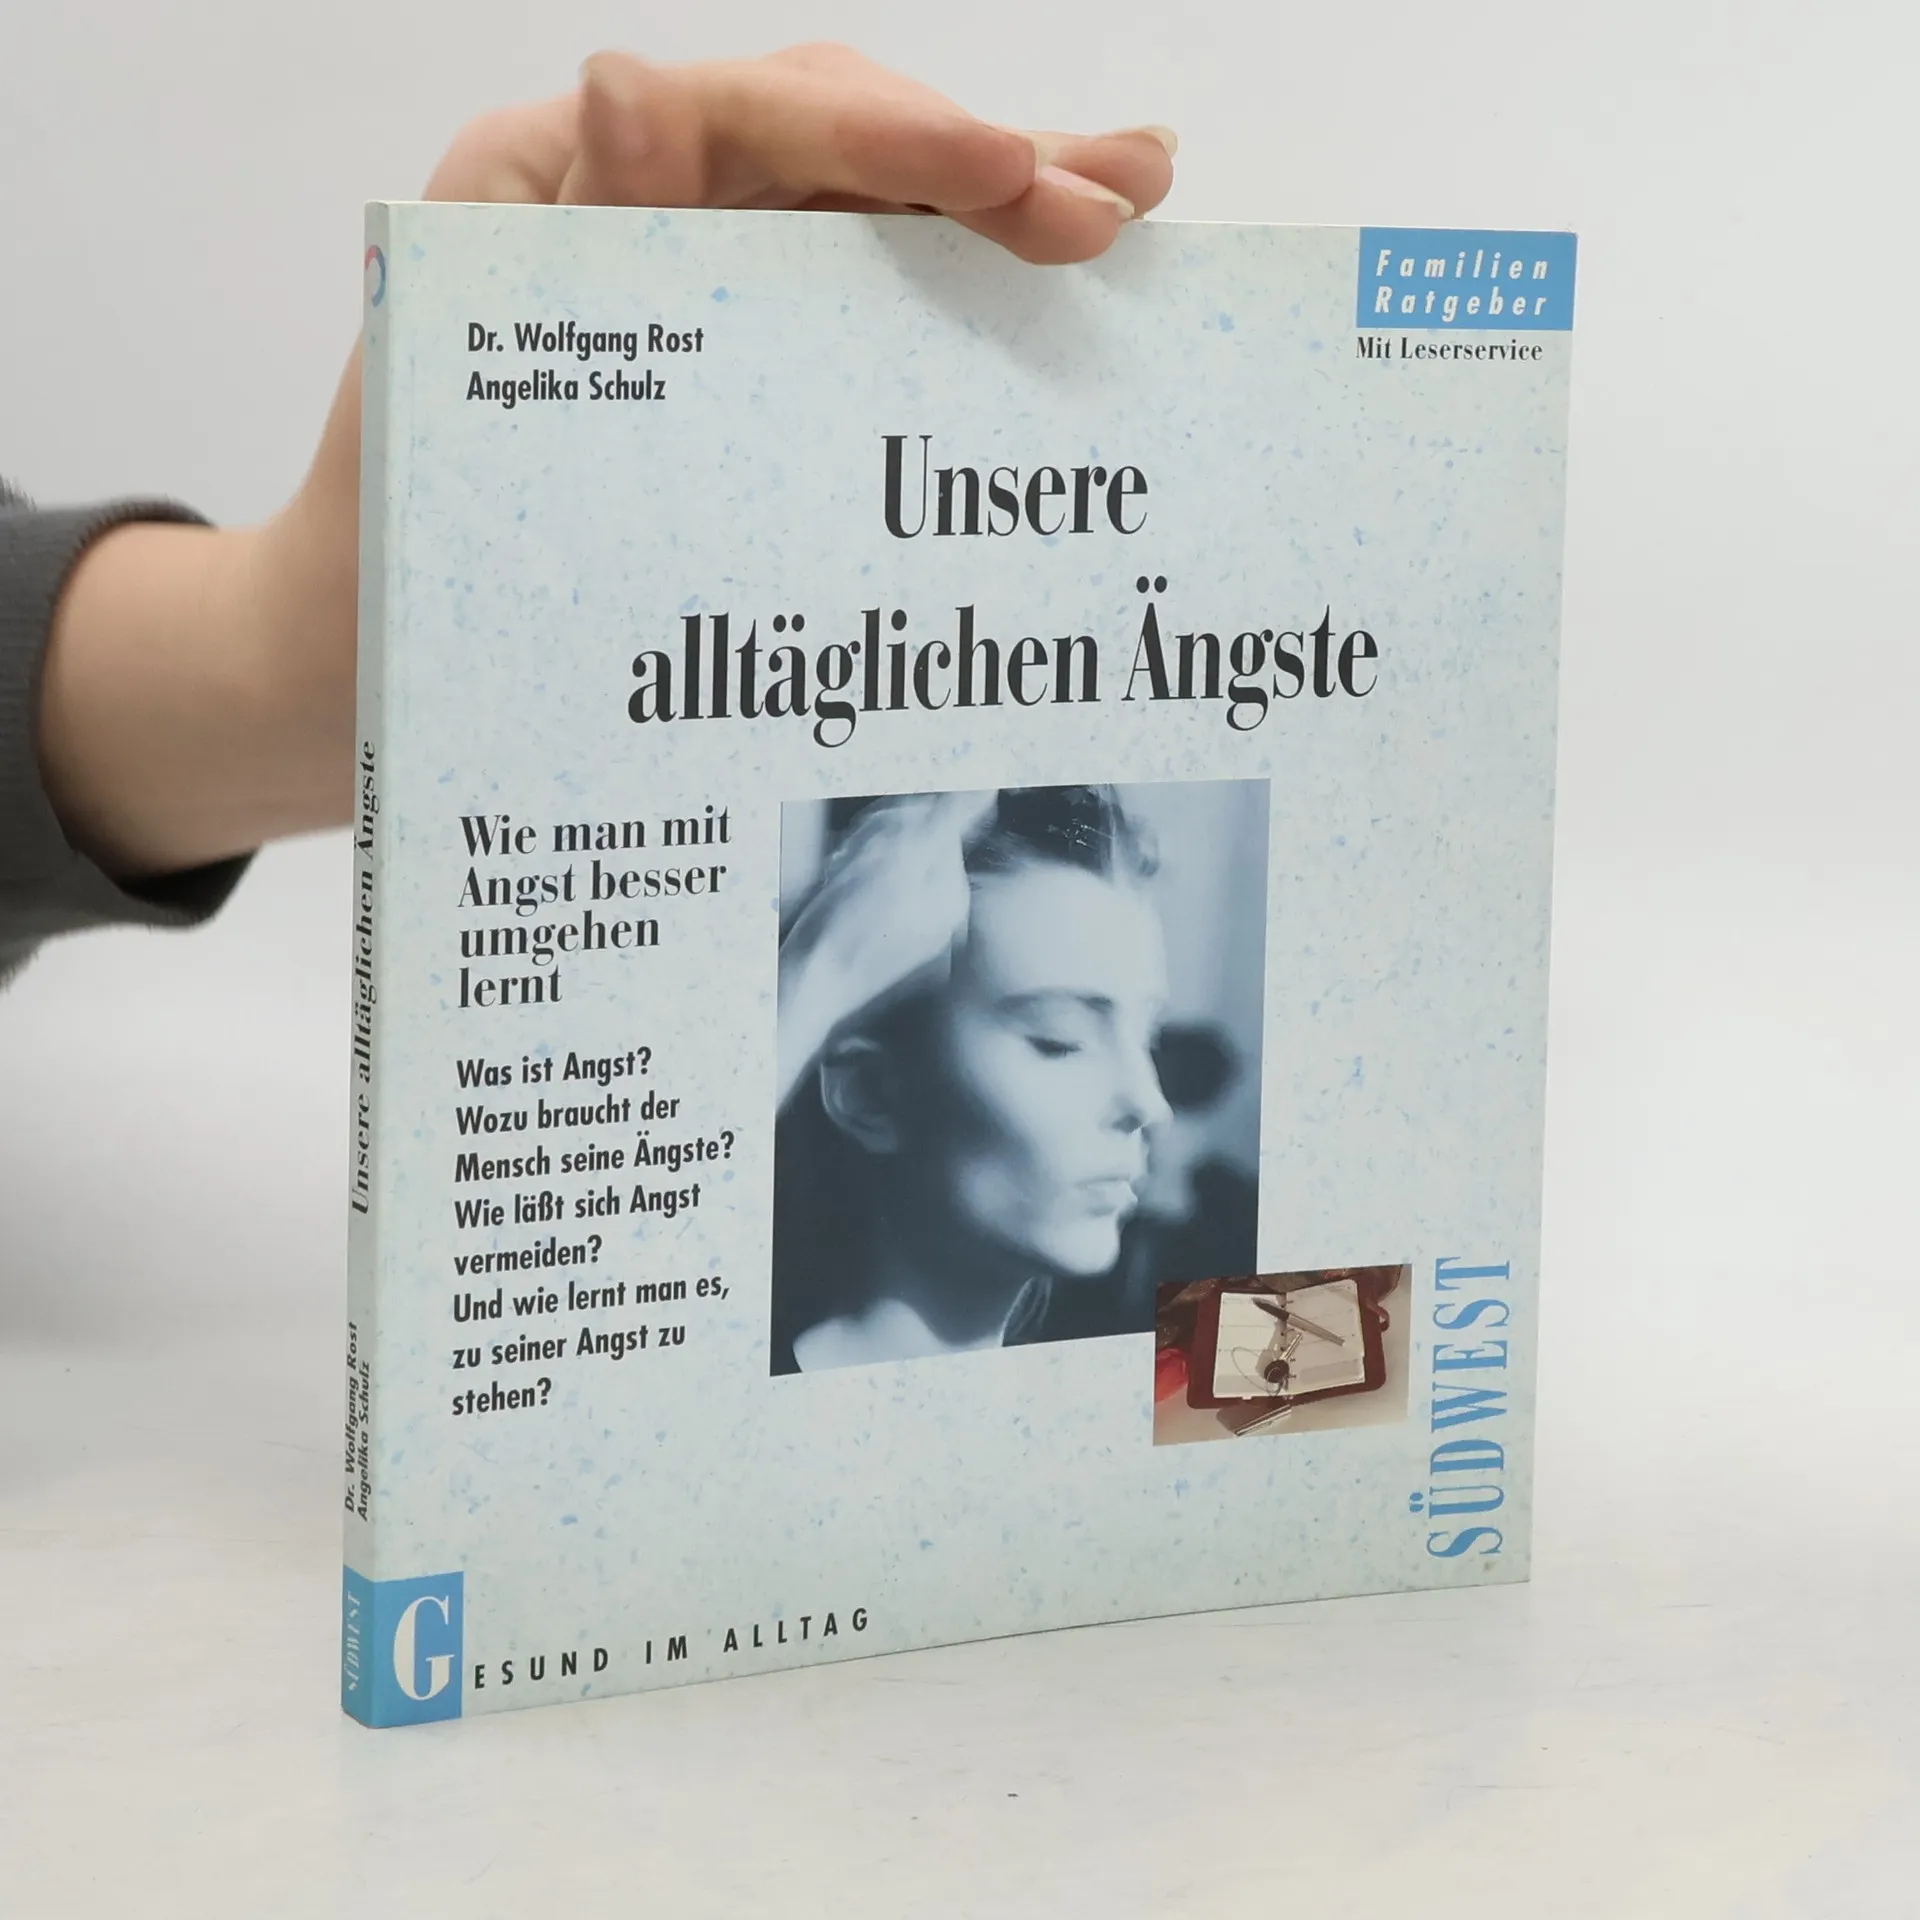 Familien
Ratgeber
Mit Leserservice
Dr. Wolfgang Rost
Angelika Schulz
Unsere
alltäglichen Ängste
Wie man mit
Angst besser
umgehen
lernt
Was ist Angst?
Wozu braucht der
Mensch seine Ängste?
Wie läßt sich Angst
vermeiden?
Und wie lernt man es,
zu seiner Angst zu
stehen?
SÜDWEST
GESUND IM ALLTAG
Unsere alltäglichen Ängste
Dr. Wolfgang Rost
Angelika Schulz
SÜDWEST